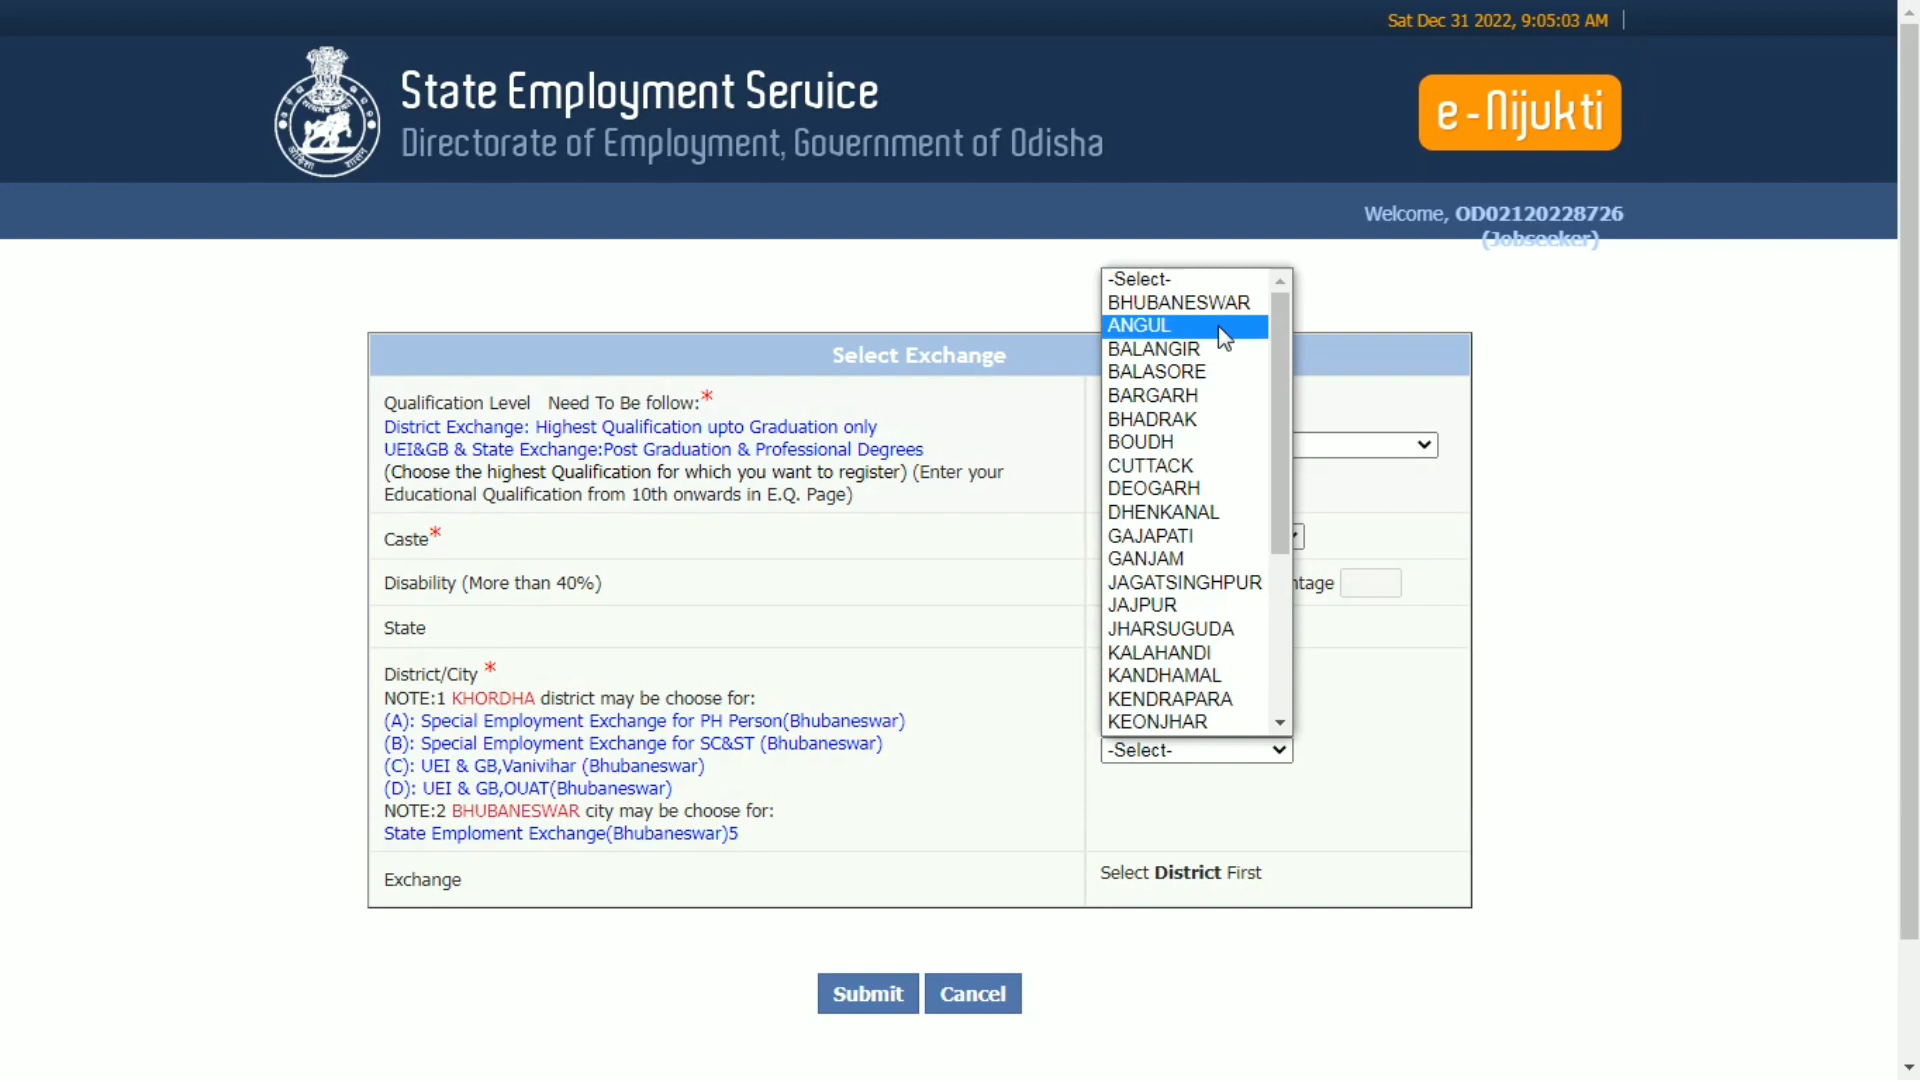 Sat Dec 31 2022, 9:05:03 AM
State Employment Service
Directorate of Employment, Government of Odisha
e-Nijukti
Welcome, OD02120228726
(Jobseeker)
Select Exchange
Qualification Level Need To Be follow:*
District Exchange: Highest Qualification upto Graduation only
UEI&GB & State Exchange:Post Graduation & Professional Degrees
(Choose the highest Qualification for which you want to register) (Enter your
Educational Qualification from 10th onwards in E.Q. Page)
Caste*
Disability (More than 40%)
State
District/City *
NOTE:1 KHORDHA district may be choose for:
(A): Special Employment Exchange for PH Person(Bhubaneswar)
(B): Special Employment Exchange for SC&ST (Bhubaneswar)
(C): UEI & GB,Vanivihar (Bhubaneswar)
(D): UEI & GB,OUAT(Bhubaneswar)
NOTE:2 BHUBANESWAR city may be choose for:
State Emploment Exchange(Bhubaneswar)5
Exchange
-Select-
BHUBANESWAR
ANGUL
BALANGIR
BALASORE
BARGARH
BHADRAK
BOUDH
CUTTACK
DEOGARH
DHENKANAL
GAJAPATI
GANJAM
JAGATSINGHPUR
JAJPUR
JHARSUGUDA
KALAHANDI
KANDHAMAL
KENDRAPARA
KEONJHAR
-Select-
Select District First
Submit
Cancel